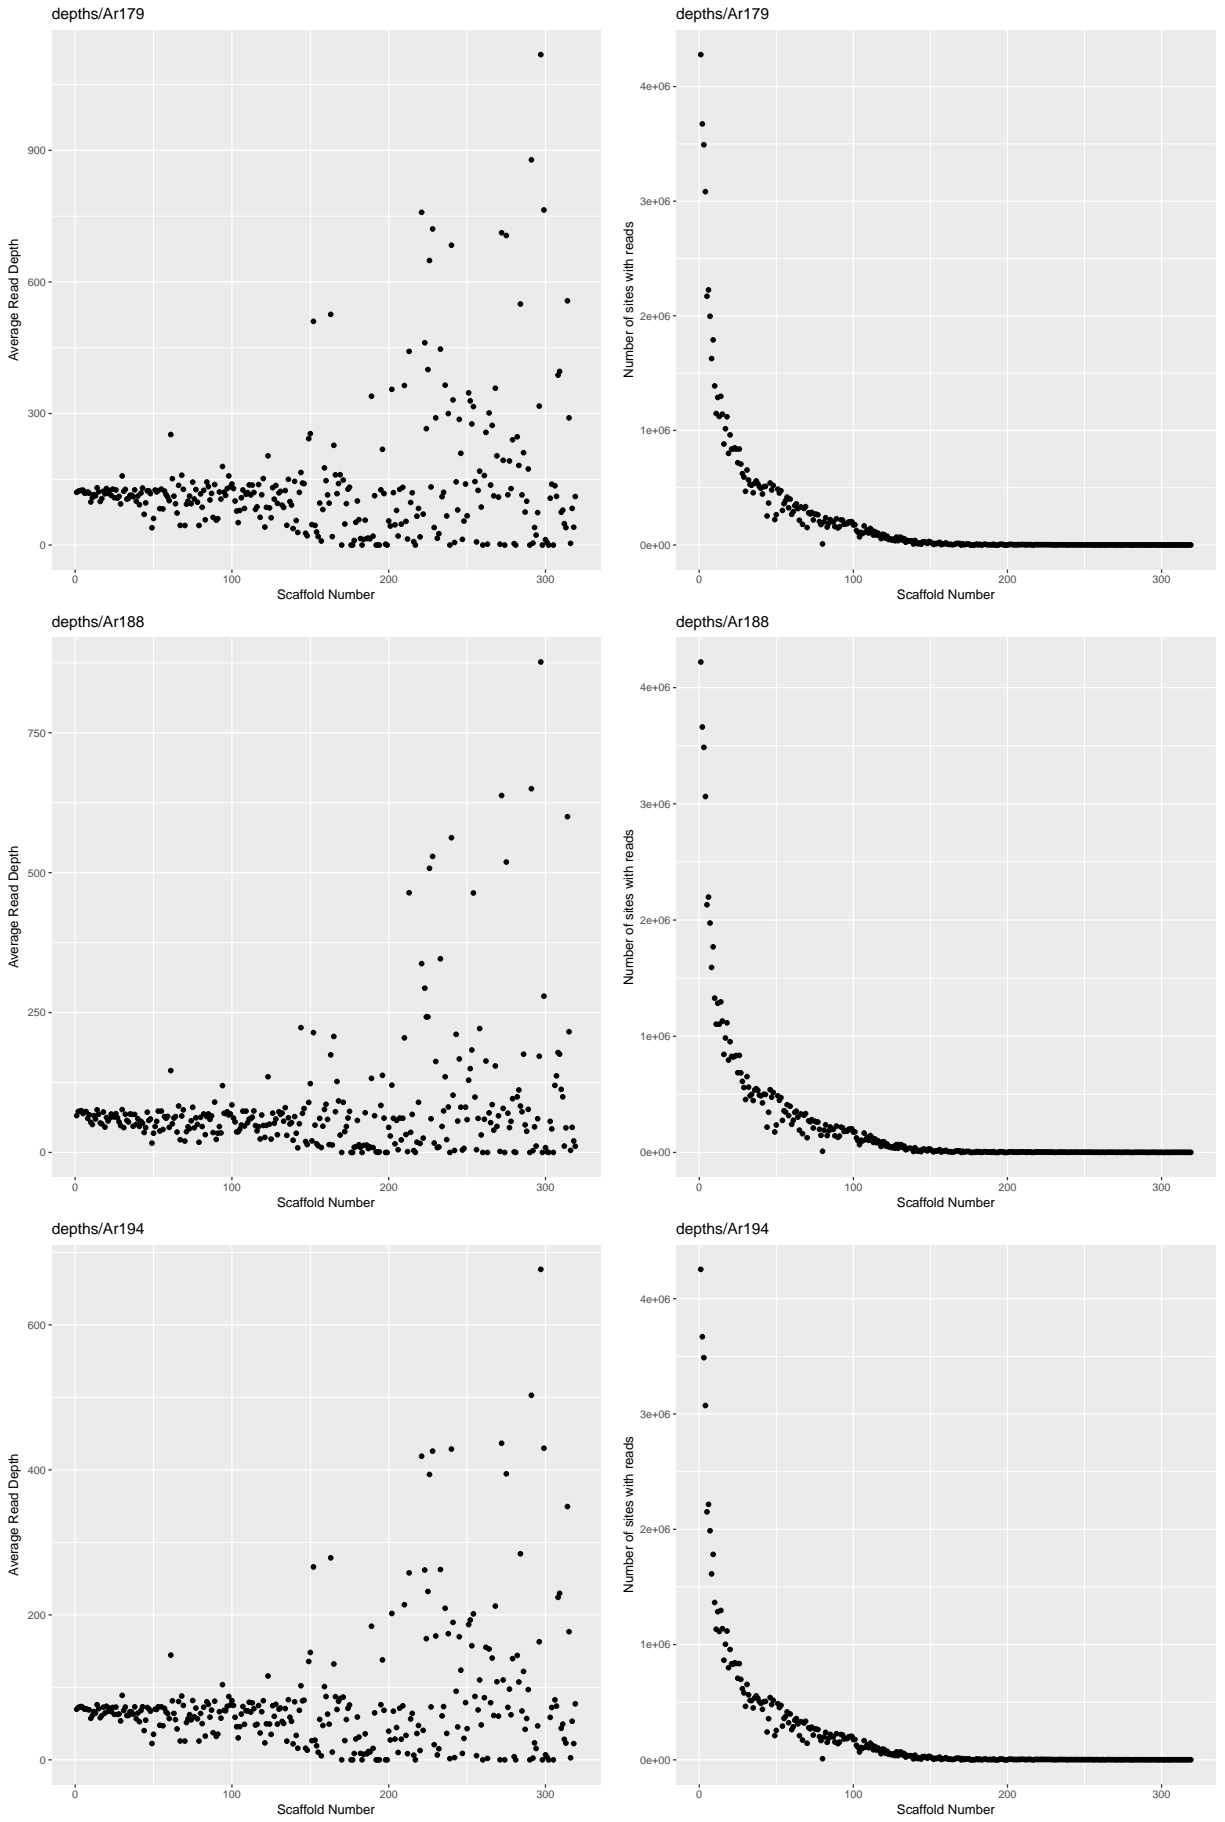 depths/Ar179
Average Read Depth
900
600
300
0
0
100
200
300
Scaffold Number
depths/Ar179
Number of sites with reads
4e+06
3e+06
2e+06
1e+06
0e+00
0
100
200
300
Scaffold Number
depths/Ar188
Average Read Depth
750
500
250
0
0
100
200
300
Scaffold Number
depths/Ar188
Number of sites with reads
4e+06
3e+06
2e+06
1e+06
0e+00
0
100
200
300
Scaffold Number
depths/Ar194
Average Read Depth
600
400
200
0
0
100
200
300
Scaffold Number
depths/Ar194
Number of sites with reads
4e+06
3e+06
2e+06
1e+06
0e+00
0
100
200
300
Scaffold Number